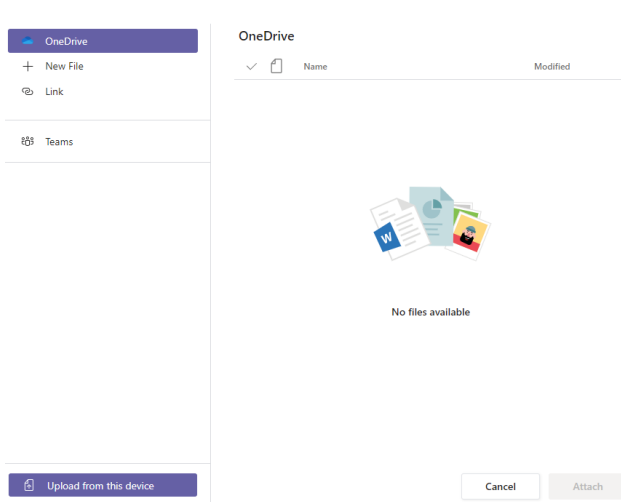 OneDrive
New File
Link
Teams
Upload from this device
OneDrive
Name Modified
W
No files available
Cancel Attach